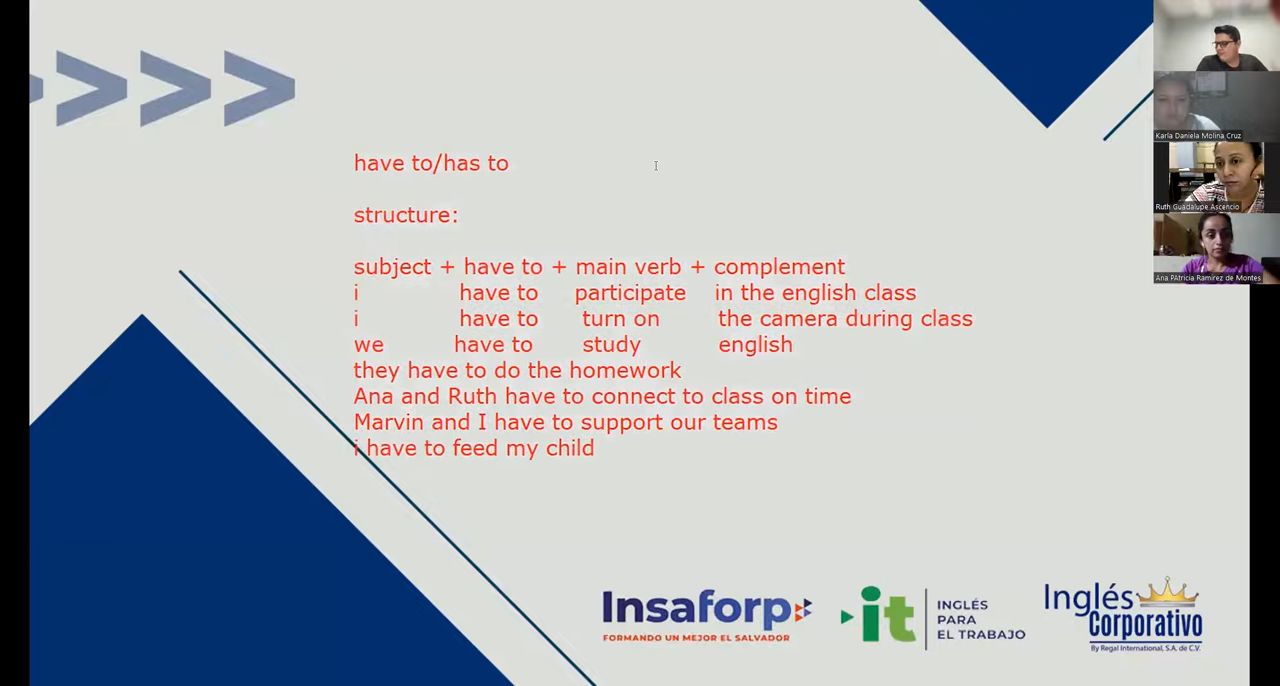 have to/has to
structure:
subject + have to + main verb + complement
i have to participate in the english class
i have to turn on the camera during class
we have to study english
they have to do the homework
Ana and Ruth have to connect to class on time
Marvin and I have to support our teams
i have to feed my child
Karla Daniela Molina Cruz
Ruth Guadalupe Ascencio
Ana PAtricia Ramirez de Montes
Insaforp
FORMANDO UN MEJOR EL SALVADOR
it
INGLÉS
PARA
EL TRABAJO
Inglés
Corporativo
By Regal International, S.A. de C.V.